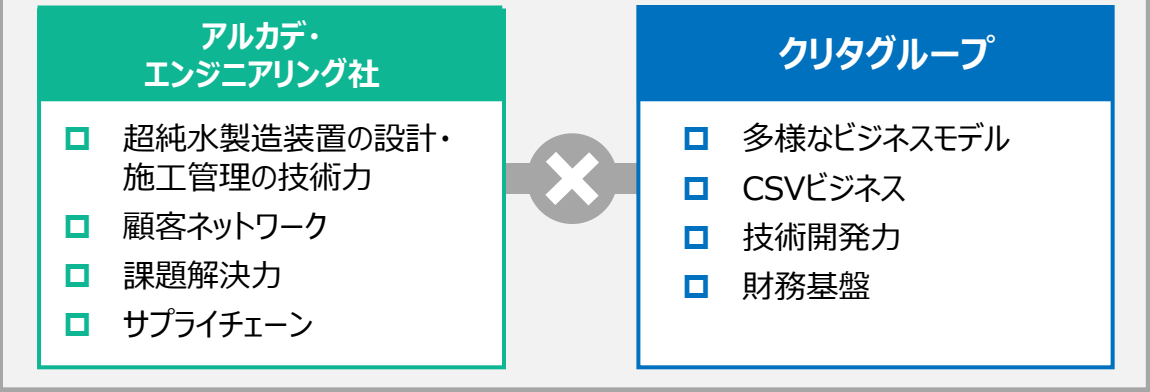 アルカデ・
エンジニアリング社
超純水製造装置の設計・
施工管理の技術力
顧客ネットワーク
課題解決力
サプライチェーン
クリタグループ
多様なビジネスモデル
CSVビジネス
技術開発力
財務基盤